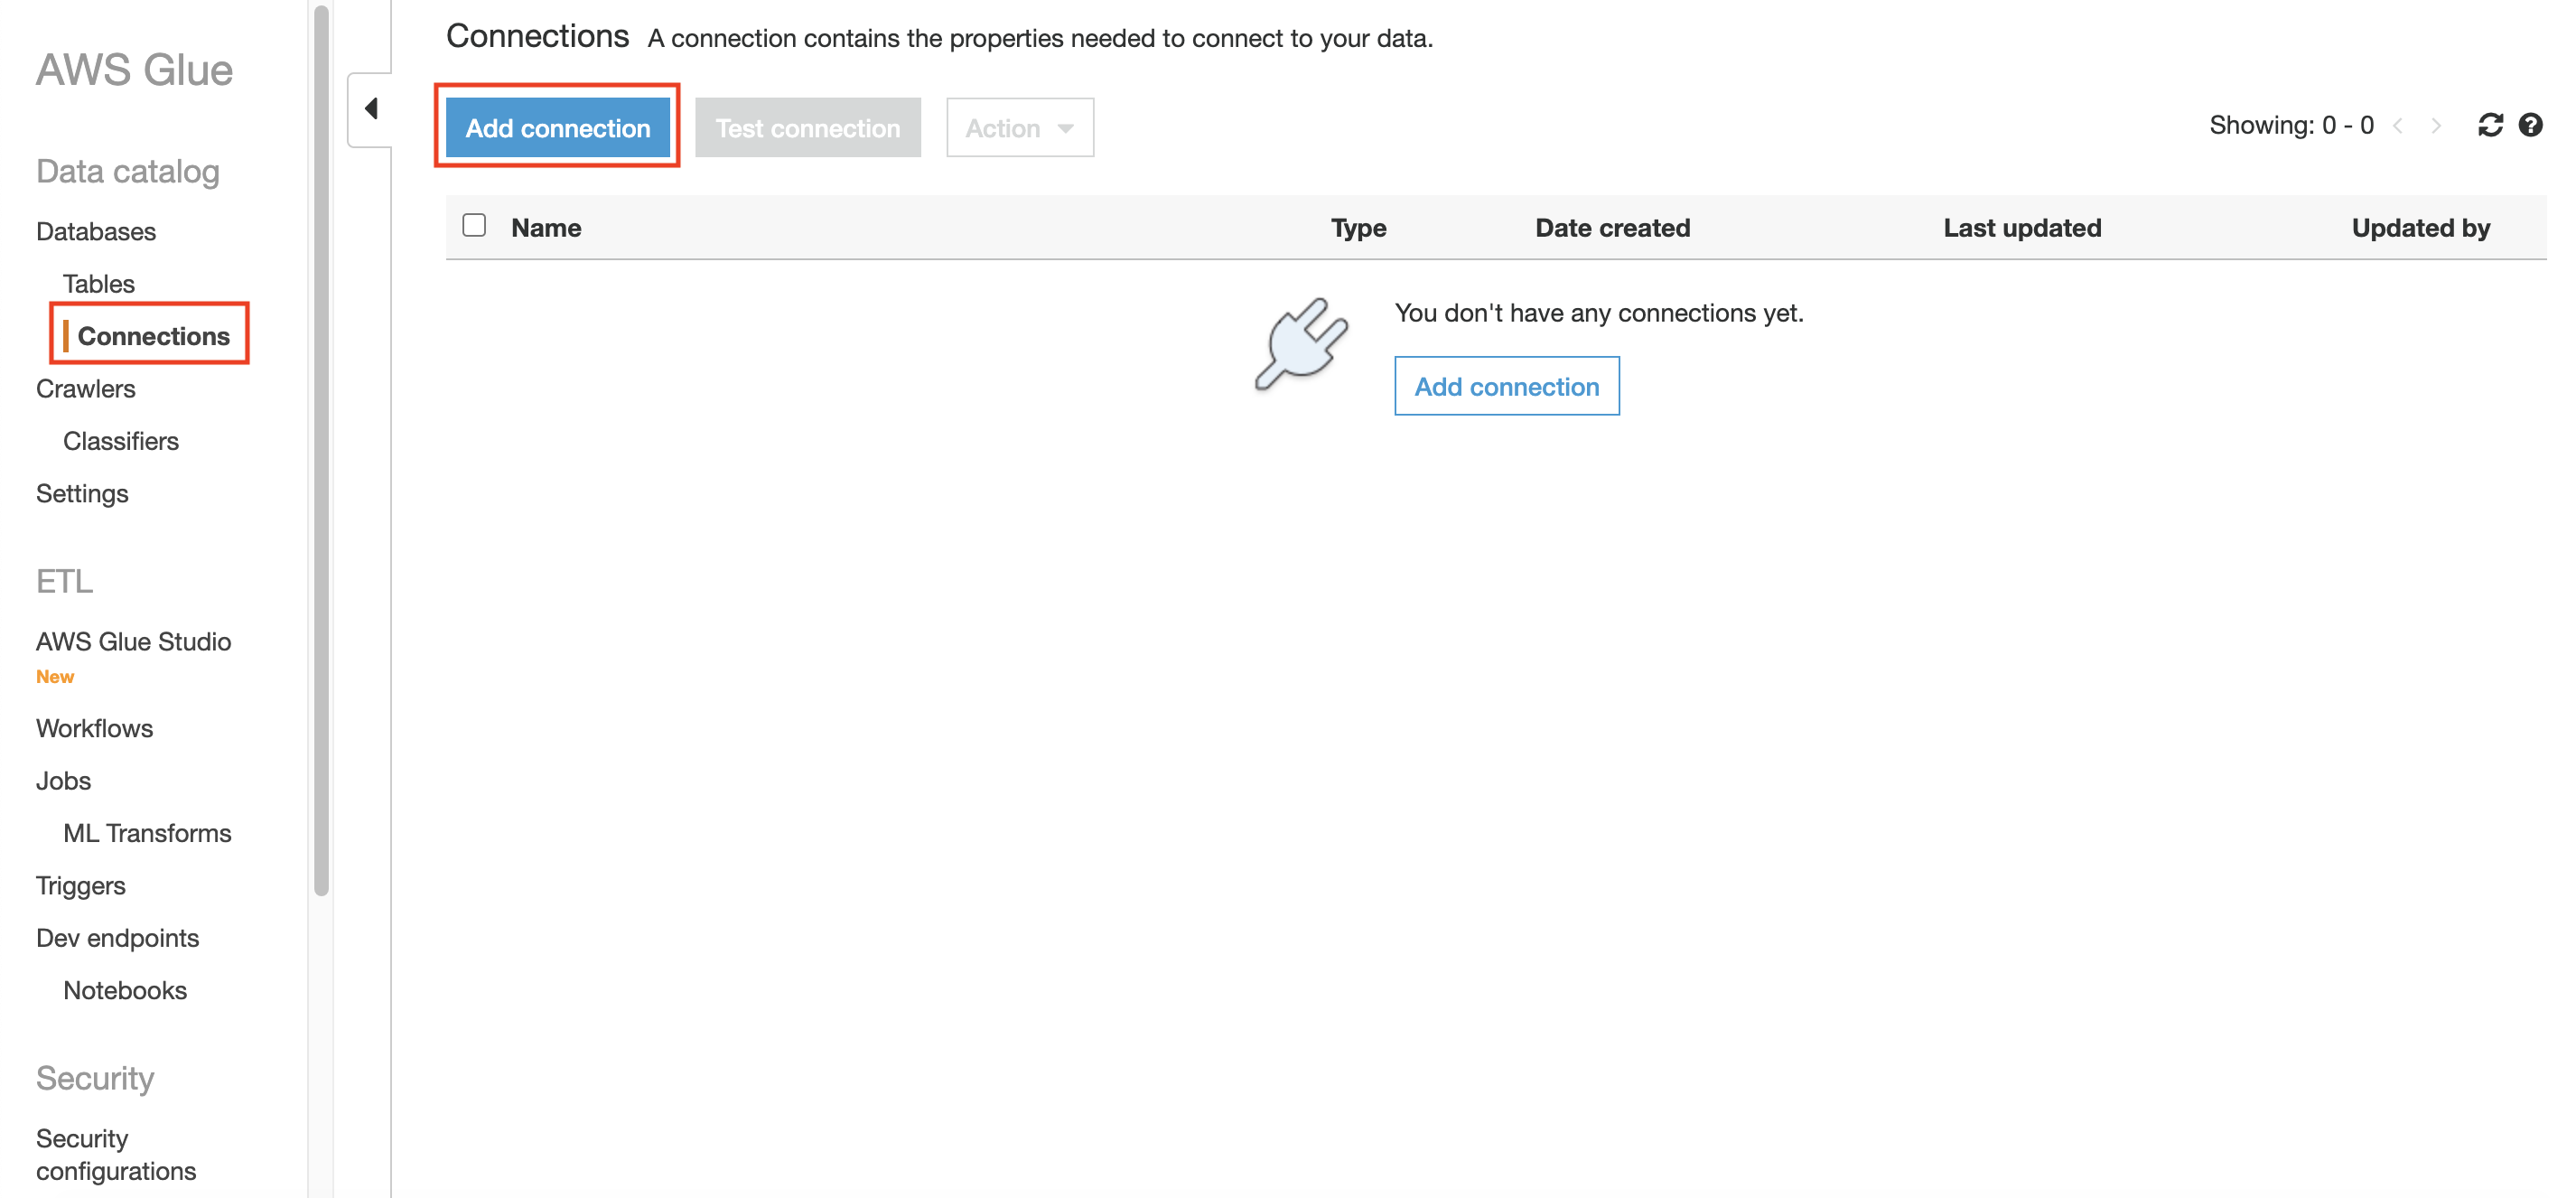 AWS Glue
Data catalog
Databases
Tables
Connections
Crawlers
Classifiers
Settings
ETL
AWS Glue Studio
New
Workflows
Jobs
ML Transforms
Triggers
Dev endpoints
Notebooks
Security
Security
configurations
Connections A connection contains the properties needed to connect to your data.
Add connection Test connection Action Showing: 0 - 0
Name Type Date created Last updated Updated by
You don't have any connections yet.
Add connection